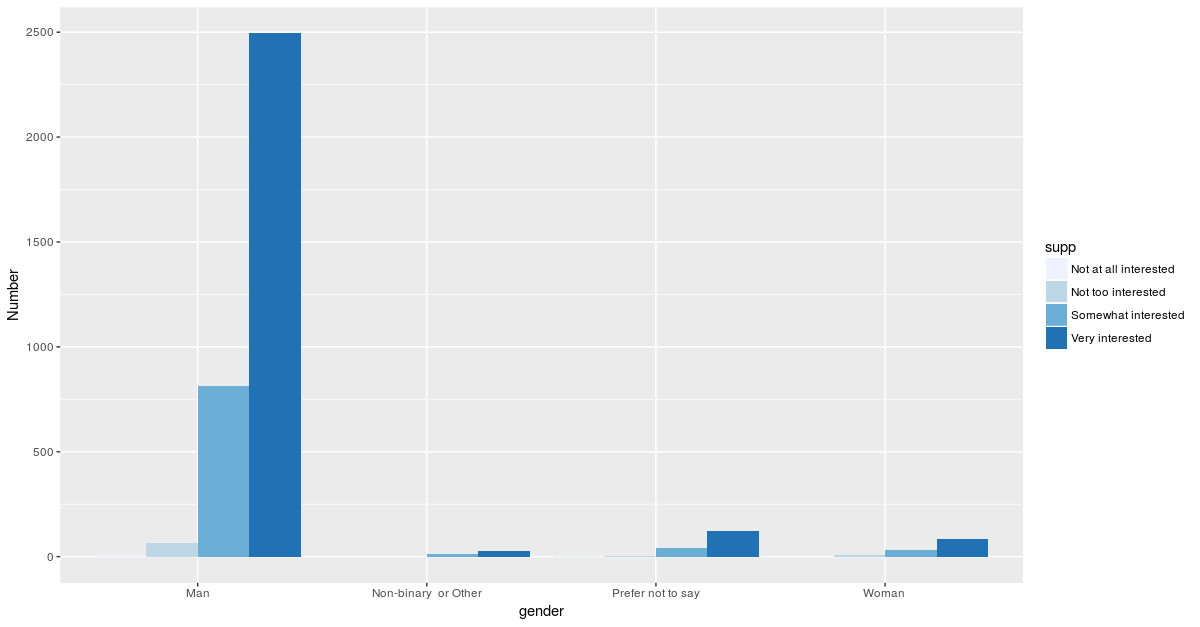 2500
2000
1500
1000
500
0
Number
Man
Non-binary  or Other
Prefer not to say
Woman
gender
supp
Not at all interested
Not too interested
Somewhat interested
Very interested